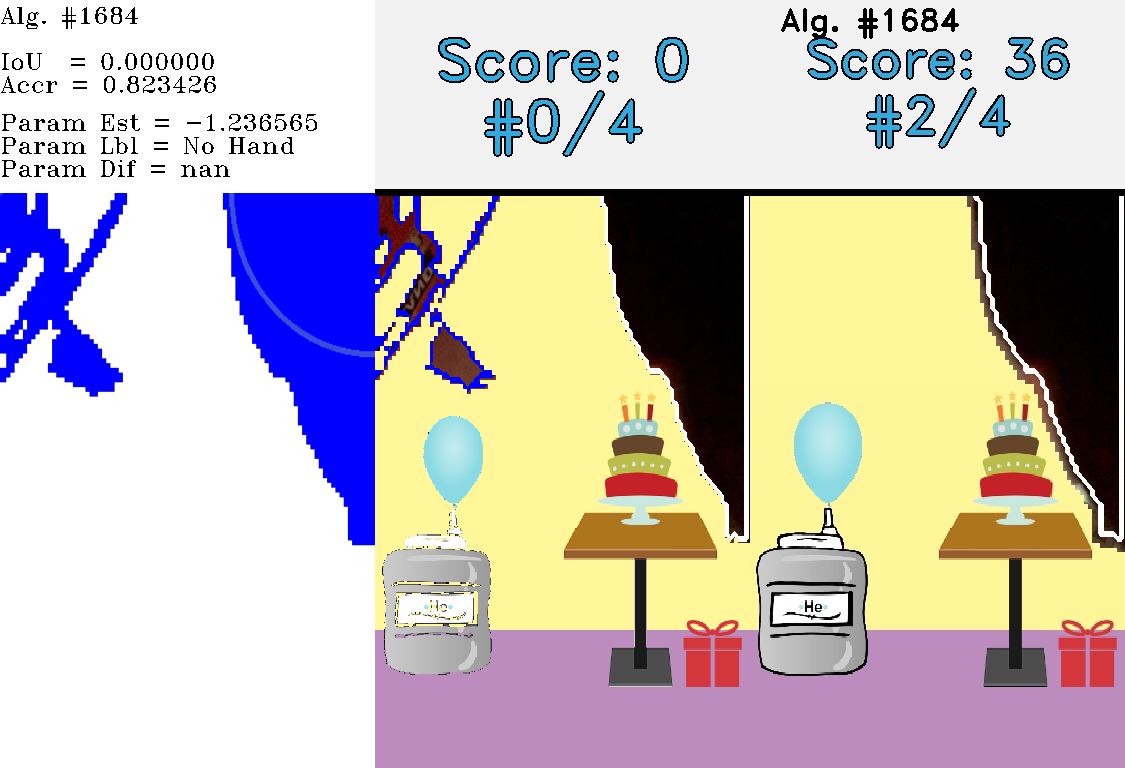 Alg. #1684
IoU = 0.000000
Accr = 0.823426
Param Est = -1.236565
Param Lbl = No Hand
Param Dif = nan
Score: 0
#0/4
Alg. #1684
Score: 36
#2/4
He
He